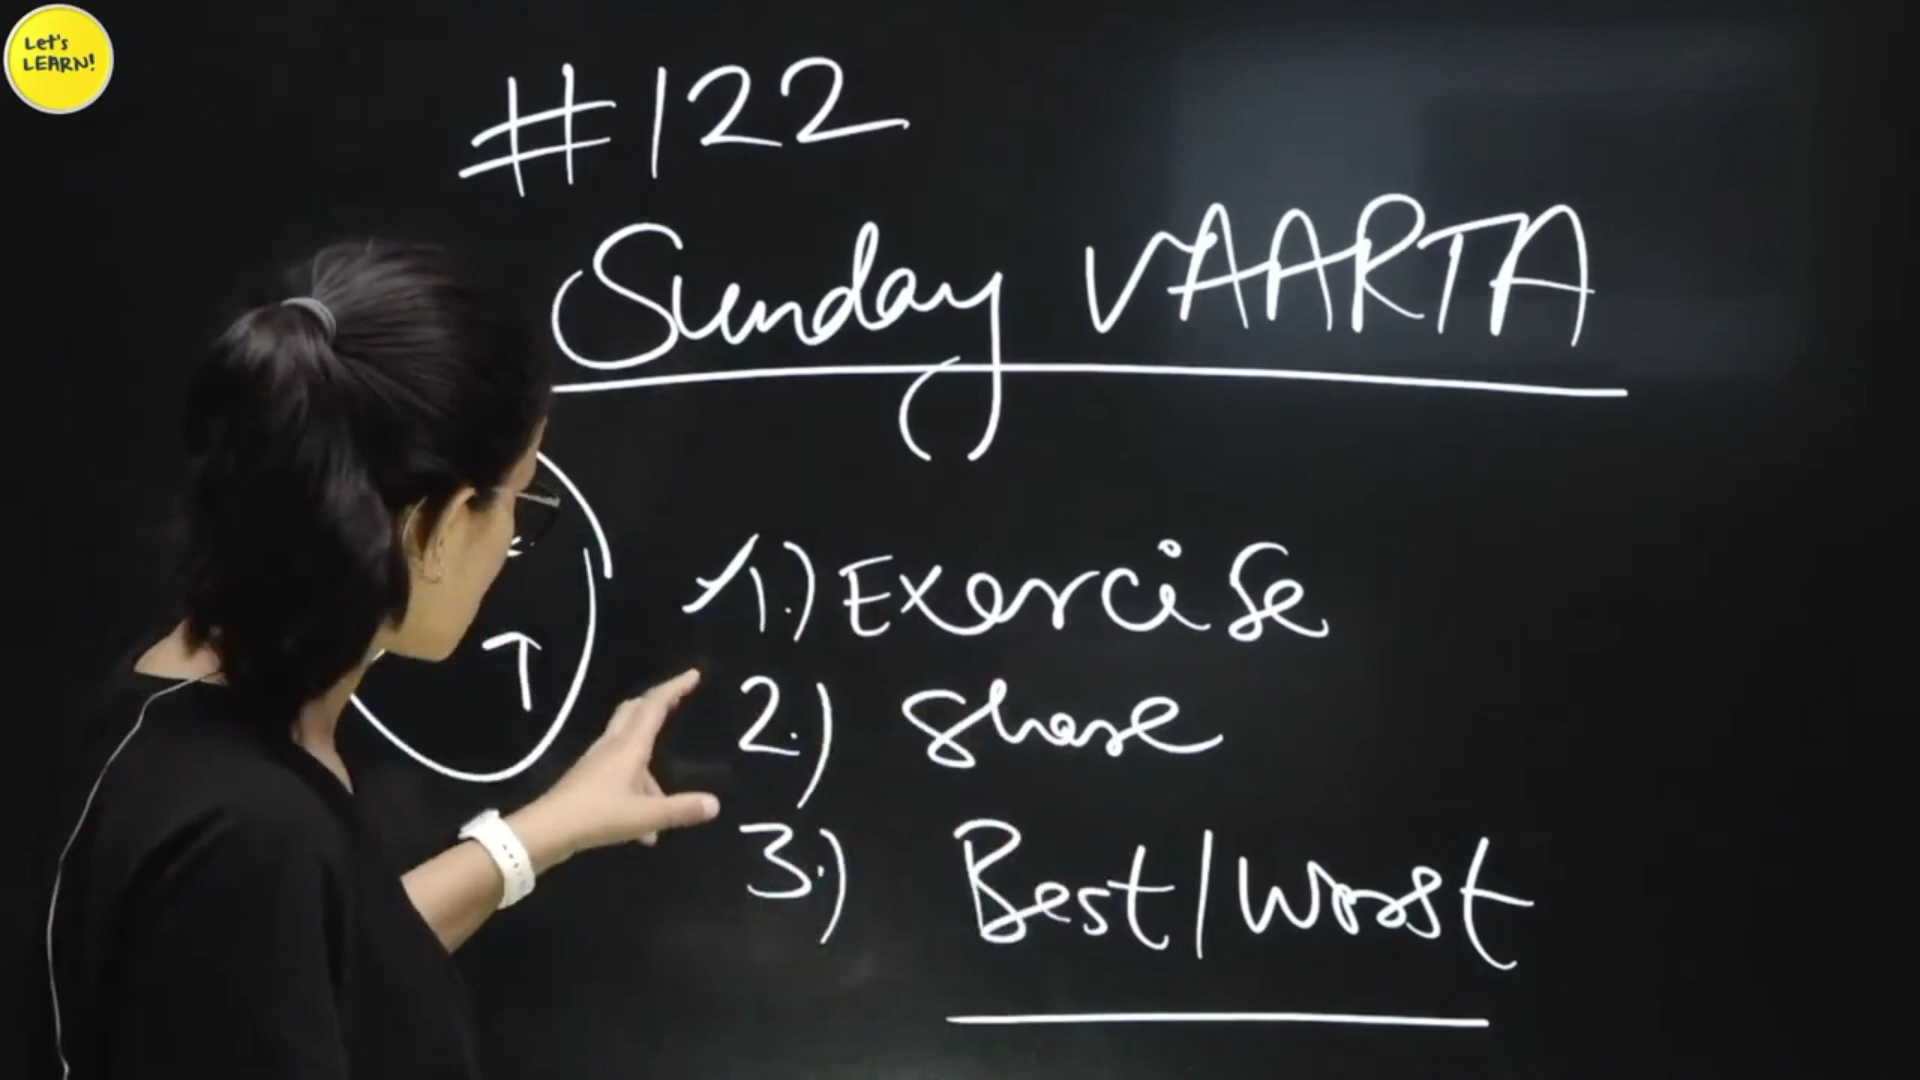 Let's
LEARN!
#122
Sunday VAARTA
1.) Exercise
T
2.) Share
3.) Best/Worst